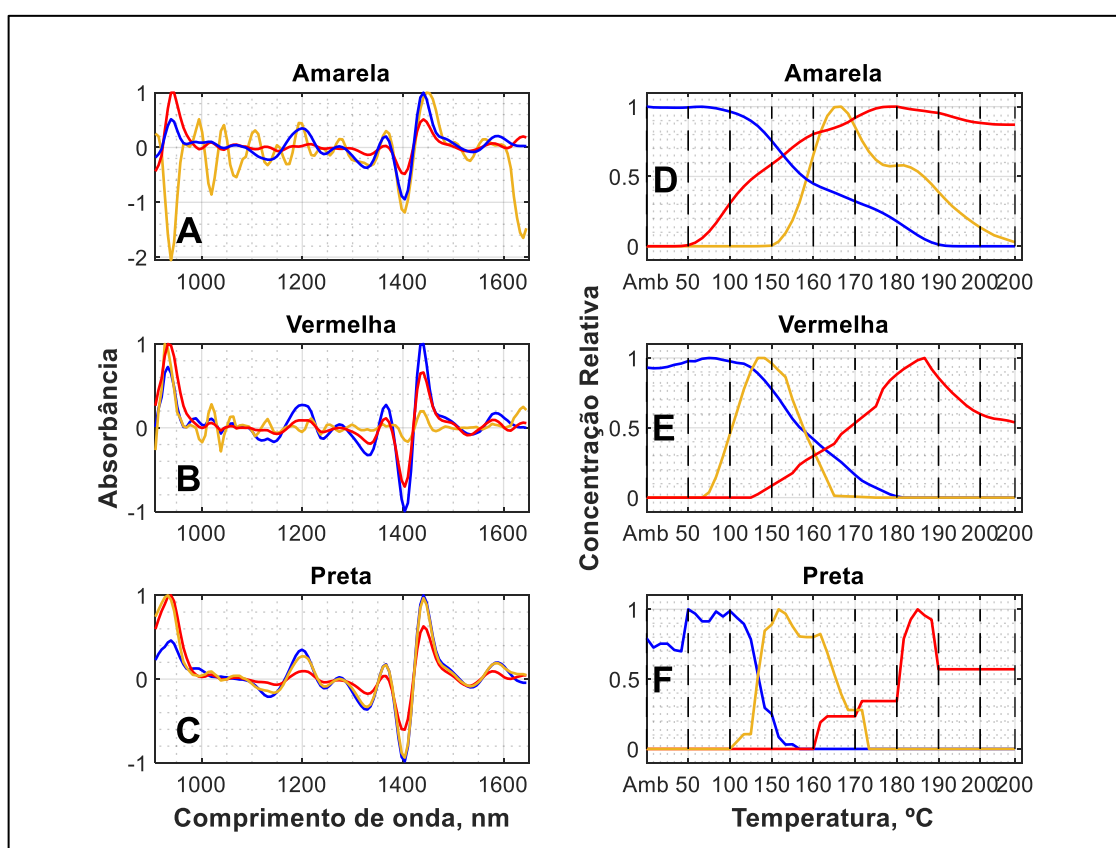 Amarela
1
0
-1
-2
A
1000 1200 1400 1600
Vermelha
1
0
-1
B
1000 1200 1400 1600
Preta
1
0
-1
C
1000 1200 1400 1600
Absorbância
Comprimento de onda, nm
Amarela
1
0.5
0
D
Amb 50 100 150 160 170 180 190 200 200
Vermelha
1
0.5
0
E
Amb 50 100 150 160 170 180 190 200 200
Preta
1
0.5
0
F
Amb 50 100 150 160 170 180 190 200 200
Concentração Relativa
Temperatura, ºC